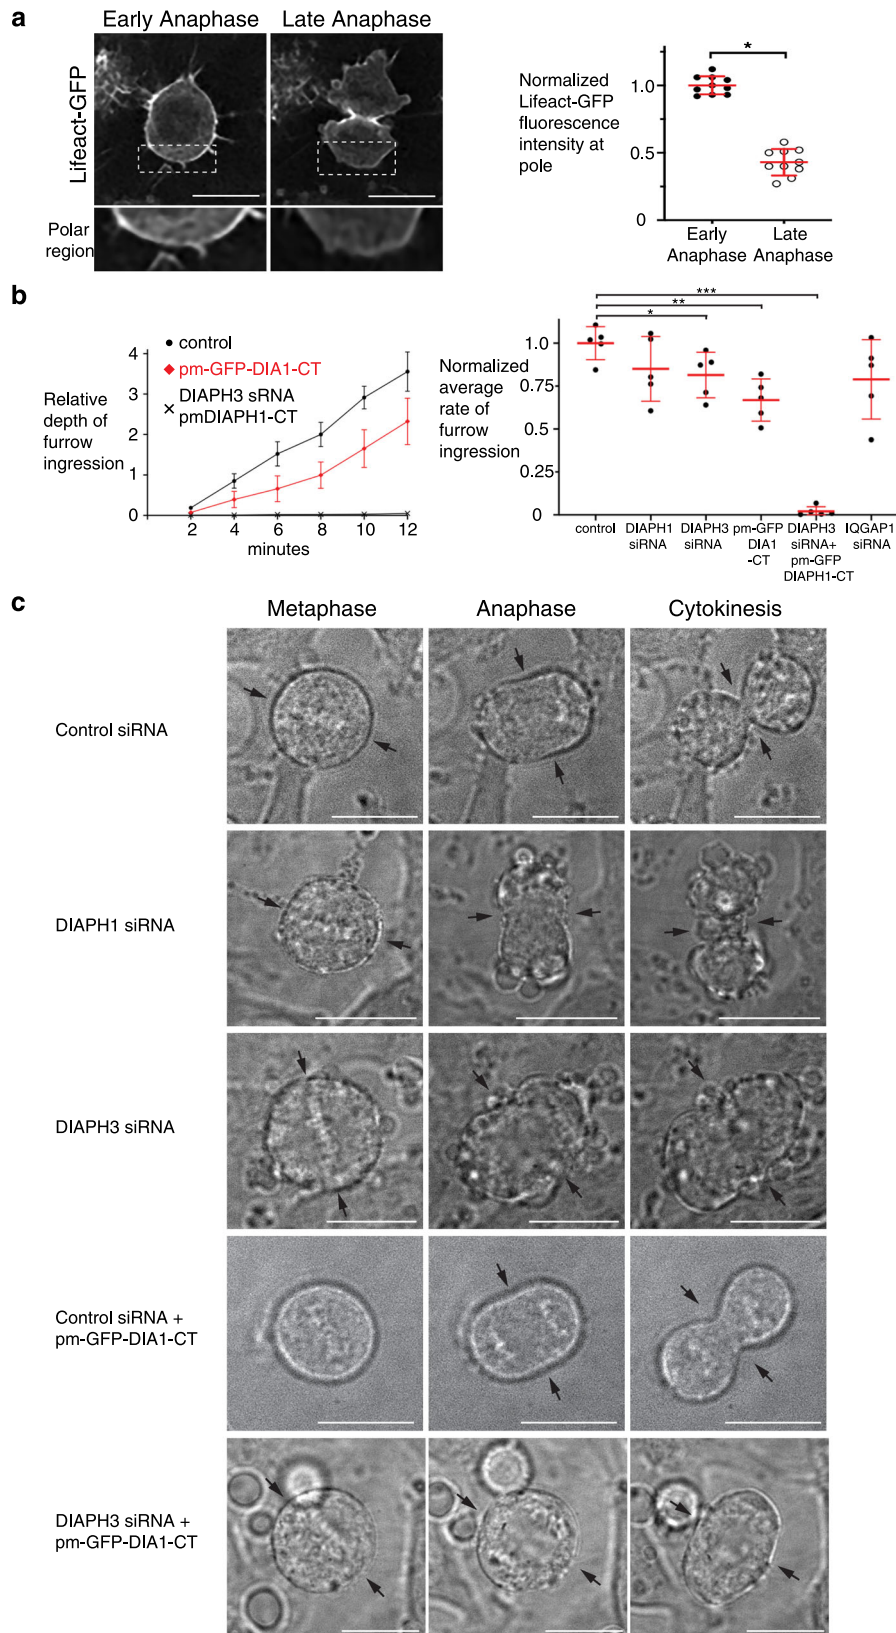 a
Early Anaphase
Late Anaphase
Lifeact-GFP
Polar
region
Normalized
Lifeact-GFP
fluorescence
intensity at
pole
*
1.0
0.5
0
Early
Anaphase
Late
Anaphase
b
control
pm-GFP-DIA1-CT
DIAPH3 sRNA
pmDIAPH1-CT
Relative
depth of
furrow
ingression
4
3
2
1
0
2
4
6
8
10
12
minutes
Normalized
average
rate of
furrow
ingression
***
**
*
1.0
0.75
0.5
0.25
0
control
DIAPH1
siRNA
DIAPH3
siRNA
pm-GFP
DIA1
-CT
DIAPH3
siRNA+
pm-GFP
DIAPH1-CT
IQGAP1
siRNA
c
Metaphase
Anaphase
Cytokinesis
Control siRNA
DIAPH1 siRNA
DIAPH3 siRNA
Control siRNA +
pm-GFP-DIA1-CT
DIAPH3 siRNA +
pm-GFP-DIA1-CT